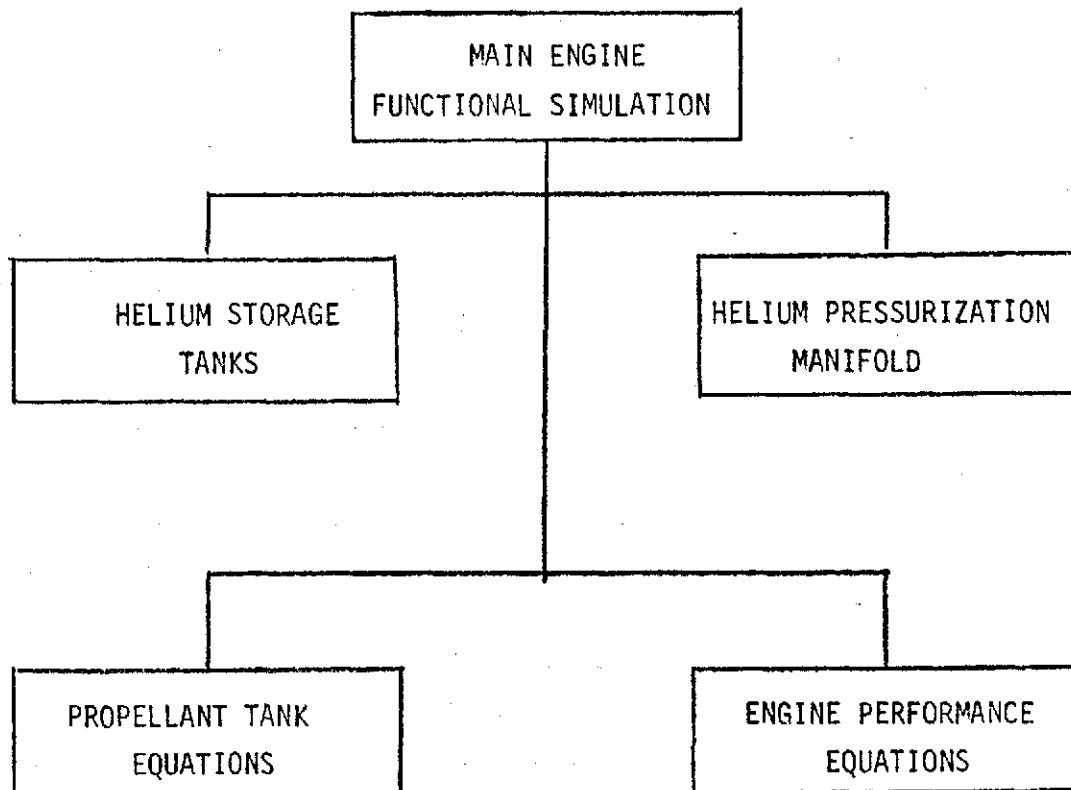 MAIN ENGINE
FUNCTIONAL SIMULATION
HELIUM STORAGE
TANKS
HELIUM PRESSURIZATION
MANIFOLD
PROPELLANT TANK
EQUATIONS
ENGINE PERFORMANCE
EQUATIONS